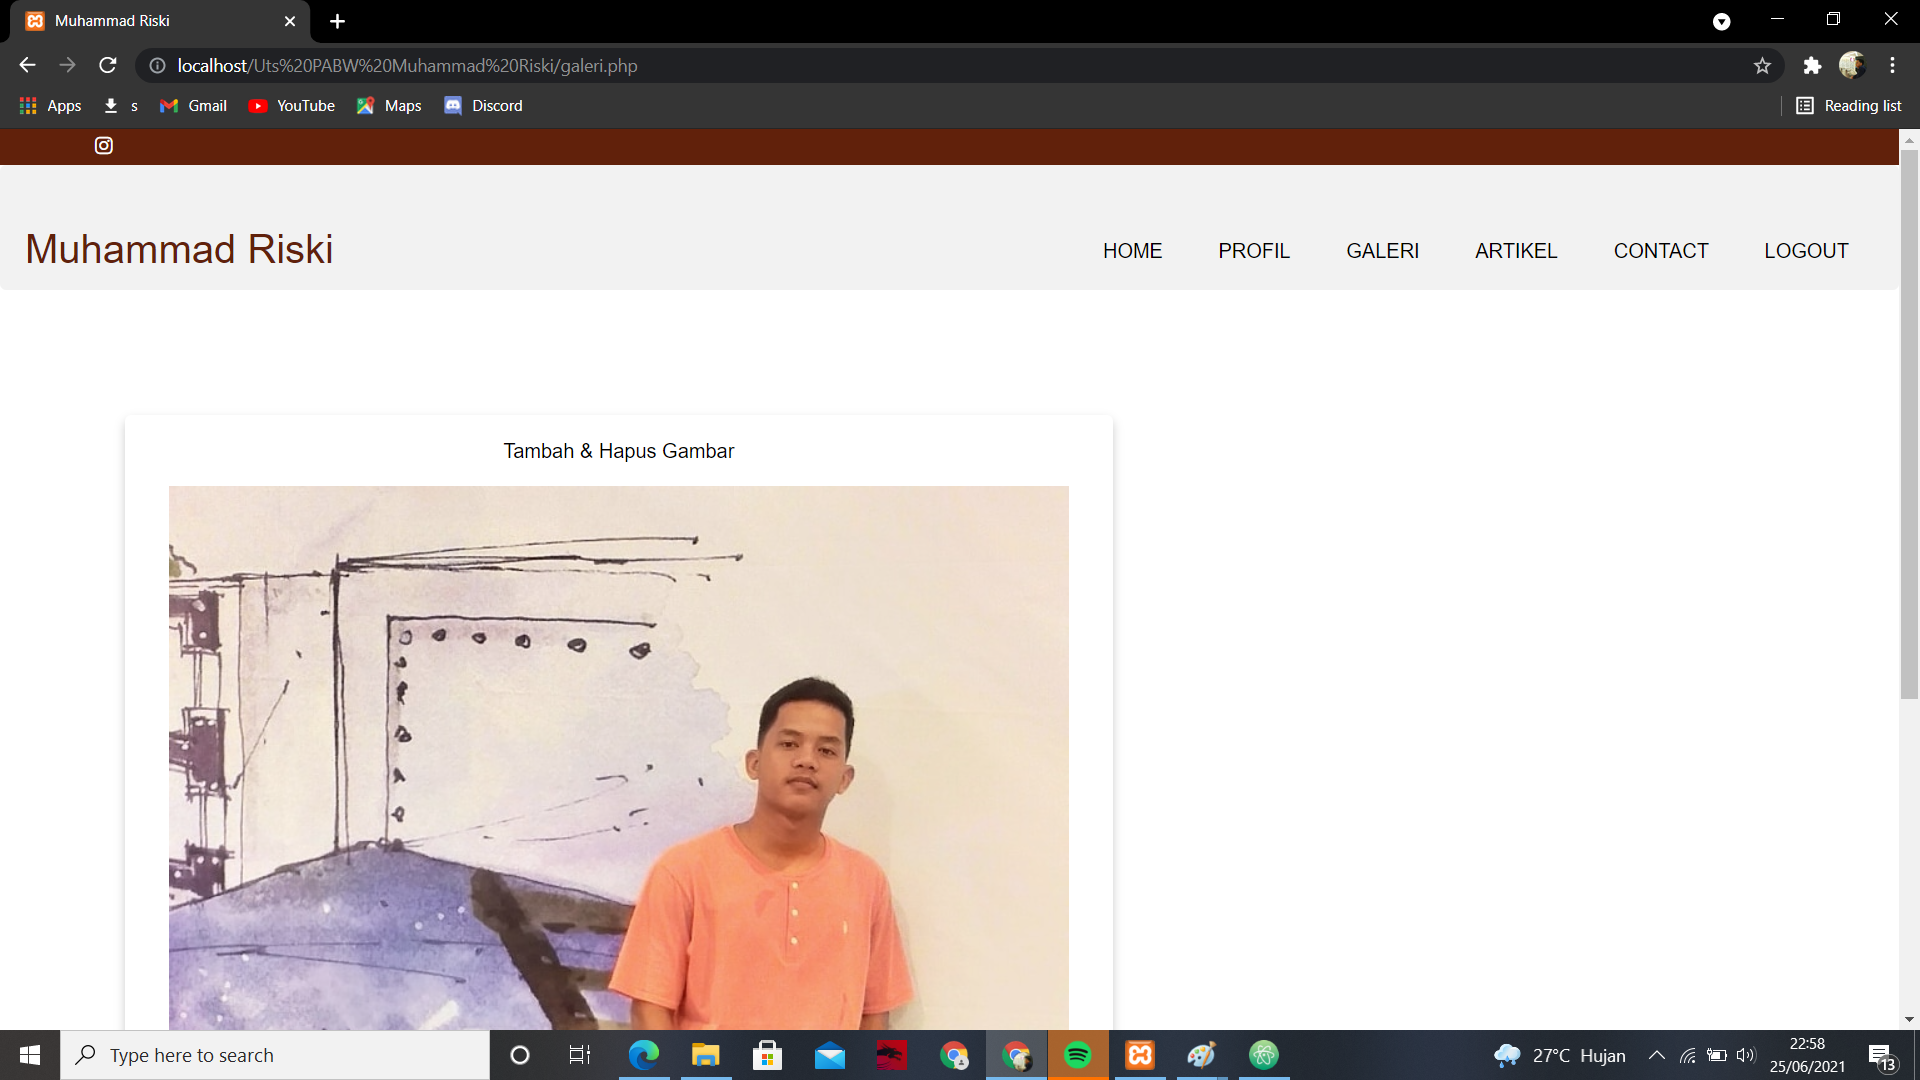 Muhammad Riski
localhost/Uts%20PABW%20Muhammad%20Riski/galeri.php
Apps s Gmail YouTube Maps Discord Reading list
Muhammad Riski HOME PROFIL GALERI ARTIKEL CONTACT LOGOUT
Tambah & Hapus Gambar
Type here to search 27°C Hujan 22:58
25/06/2021 13